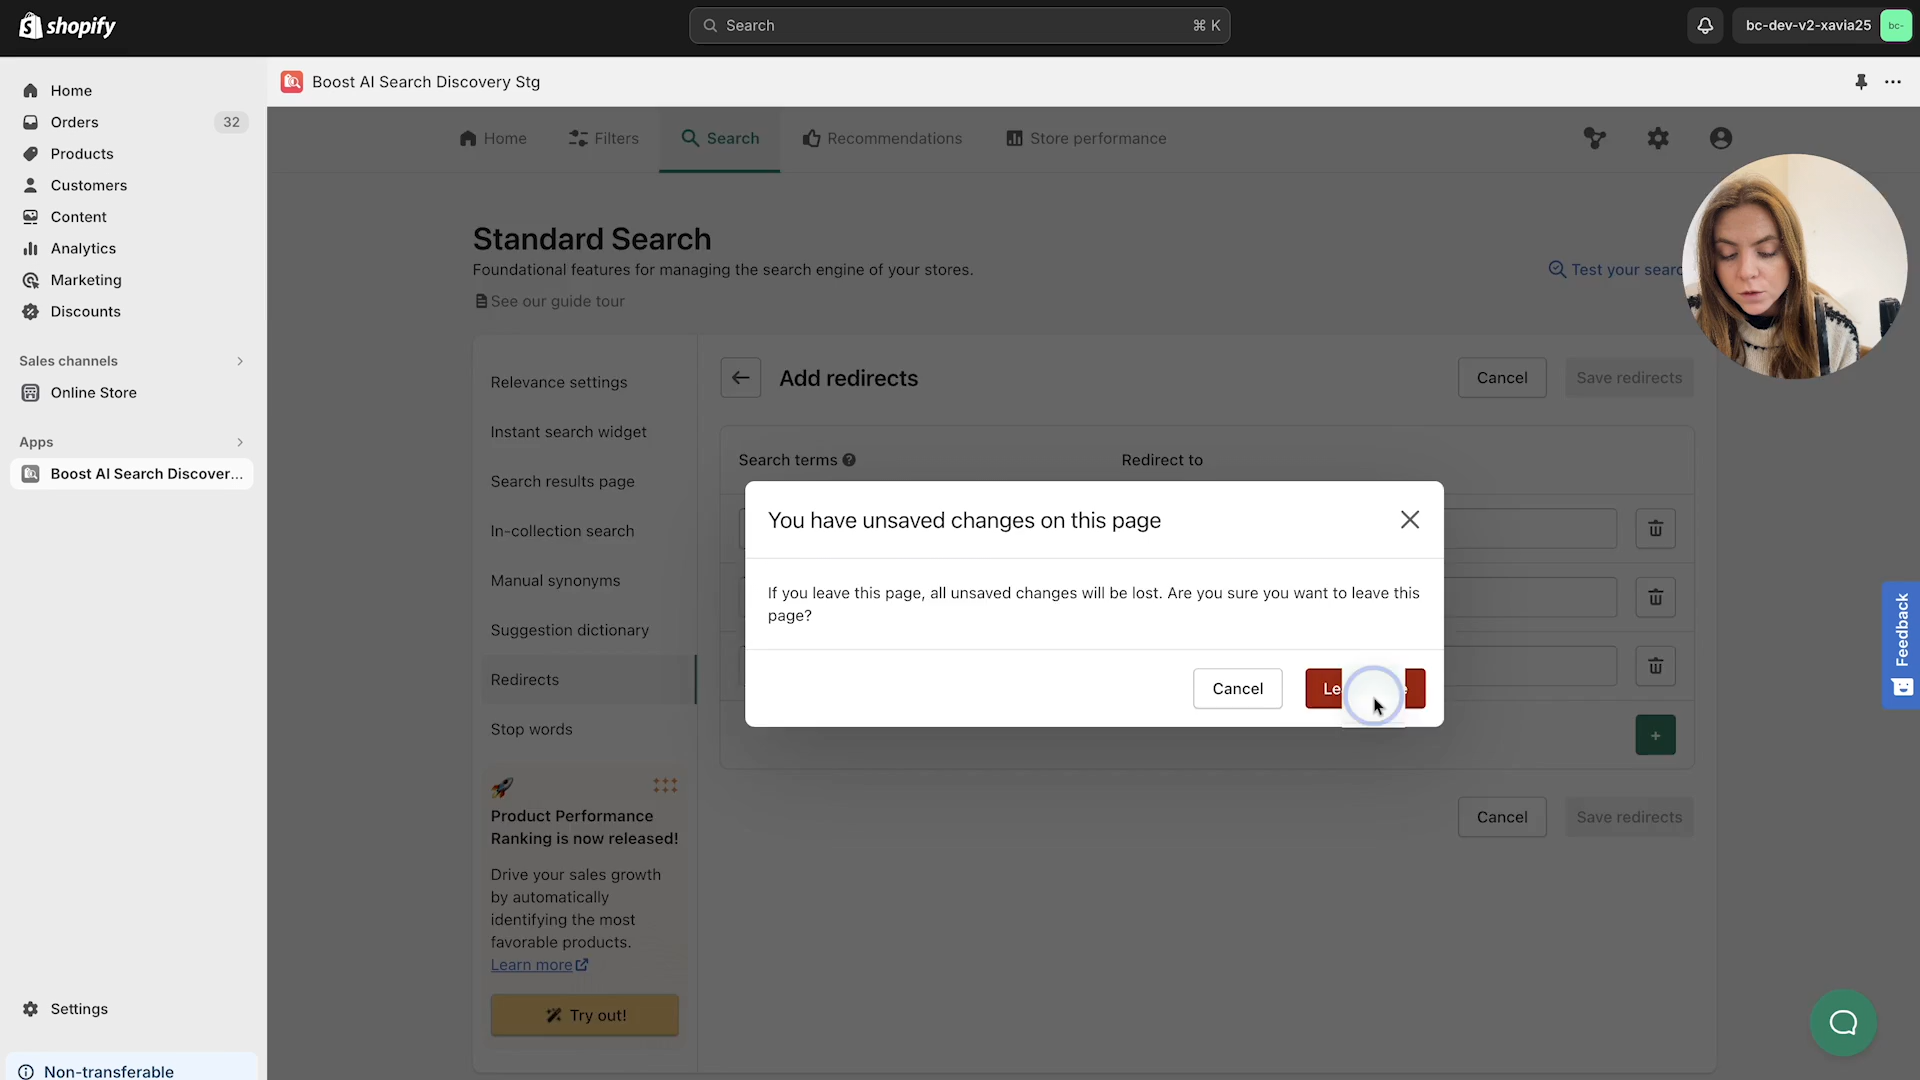 shopify
Search
⌘ K
bc-dev-v2-xavia25
bc-
Home
Orders
32
Products
Customers
Content
Analytics
Marketing
Discounts
Sales channels
Online Store
Apps
Boost AI Search Discover...
Settings
Non-transferable
Boost AI Search Discovery Stg
Home
Filters
Search
Recommendations
Store performance
Standard Search
Foundational features for managing the search engine of your stores.
See our guide tour
Test your
Relevance settings
Instant search widget
Search results page
In-collection search
Manual synonyms
Suggestion dictionary
Redirects
Stop words
Product Performance
Ranking is now released!
Drive your sales growth
by automatically
identifying the most
favorable products.
Learn more
Try out!
Add redirects
Cancel
Save redirects
Search terms
Redirect to
You have unsaved changes on this page
If you leave this page, all unsaved changes will be lost. Are you sure you want to leave this
page?
Cancel
+
Cancel
Save redirects
Feedback